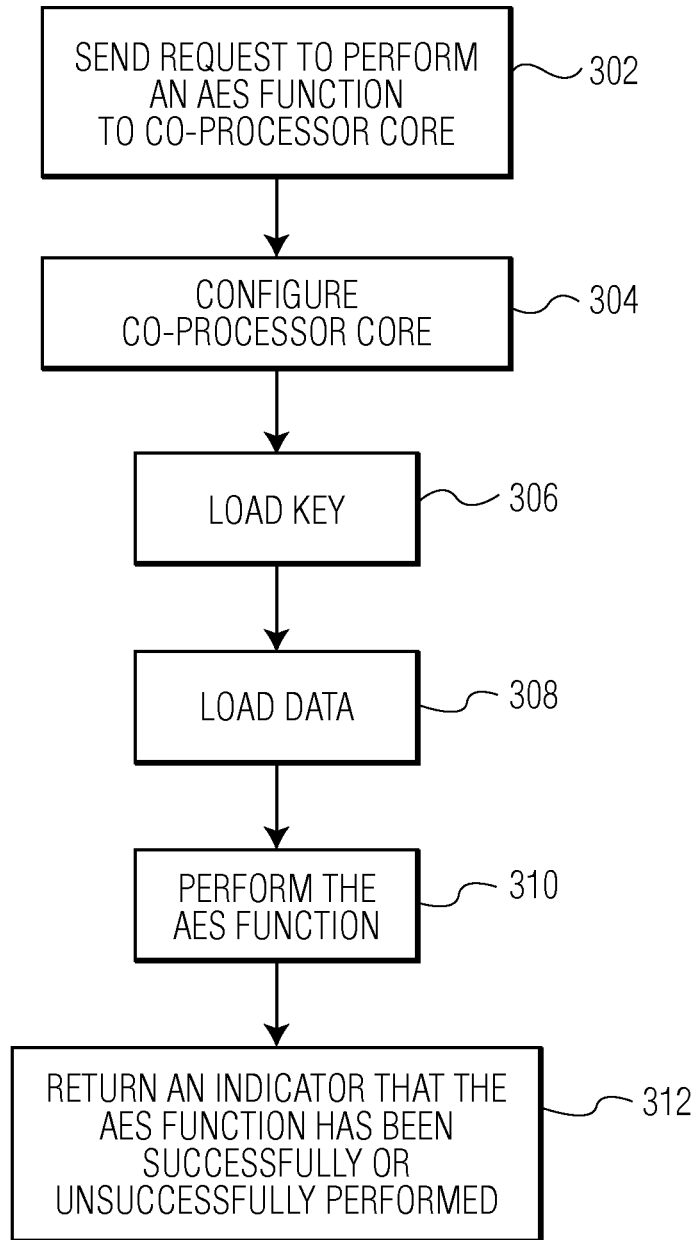 SEND REQUEST TO PERFORM
AN AES FUNCTION
TO CO-PROCESSOR CORE
302
CONFIGURE
CO-PROCESSOR CORE
304
LOAD KEY
306
LOAD DATA
308
PERFORM THE
AES FUNCTION
310
RETURN AN INDICATOR THAT THE
AES FUNCTION HAS BEEN
SUCCESSFULLY OR
UNSUCCESSFULLY PERFORMED
312